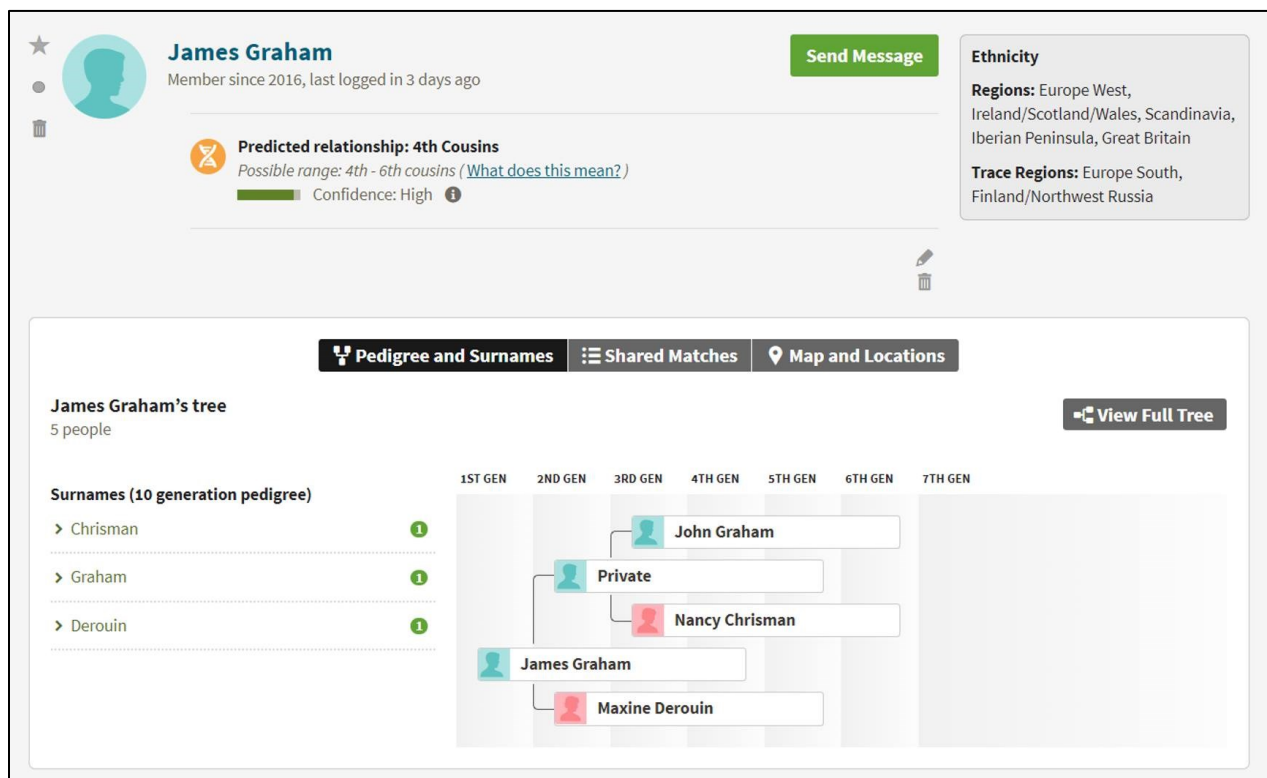 James Graham
Member since 2016, last logged in 3 days ago
Send Message
Predicted relationship: 4th Cousins
Possible range: 4th - 6th cousins ( What does this mean? )
Confidence: High
Ethnicity
Regions: Europe West,
Ireland/Scotland/Wales, Scandinavia,
Iberian Peninsula, Great Britain
Trace Regions: Europe South,
Finland/Northwest Russia
Pedigree and Surnames
Shared Matches
Map and Locations
James Graham's tree
5 people
View Full Tree
Surnames (10 generation pedigree)
Chrisman 1
Graham 1
Derouin 1
1ST GEN 2ND GEN 3RD GEN 4TH GEN 5TH GEN 6TH GEN 7TH GEN
John Graham
Private
Nancy Chrisman
James Graham
Maxine Derouin